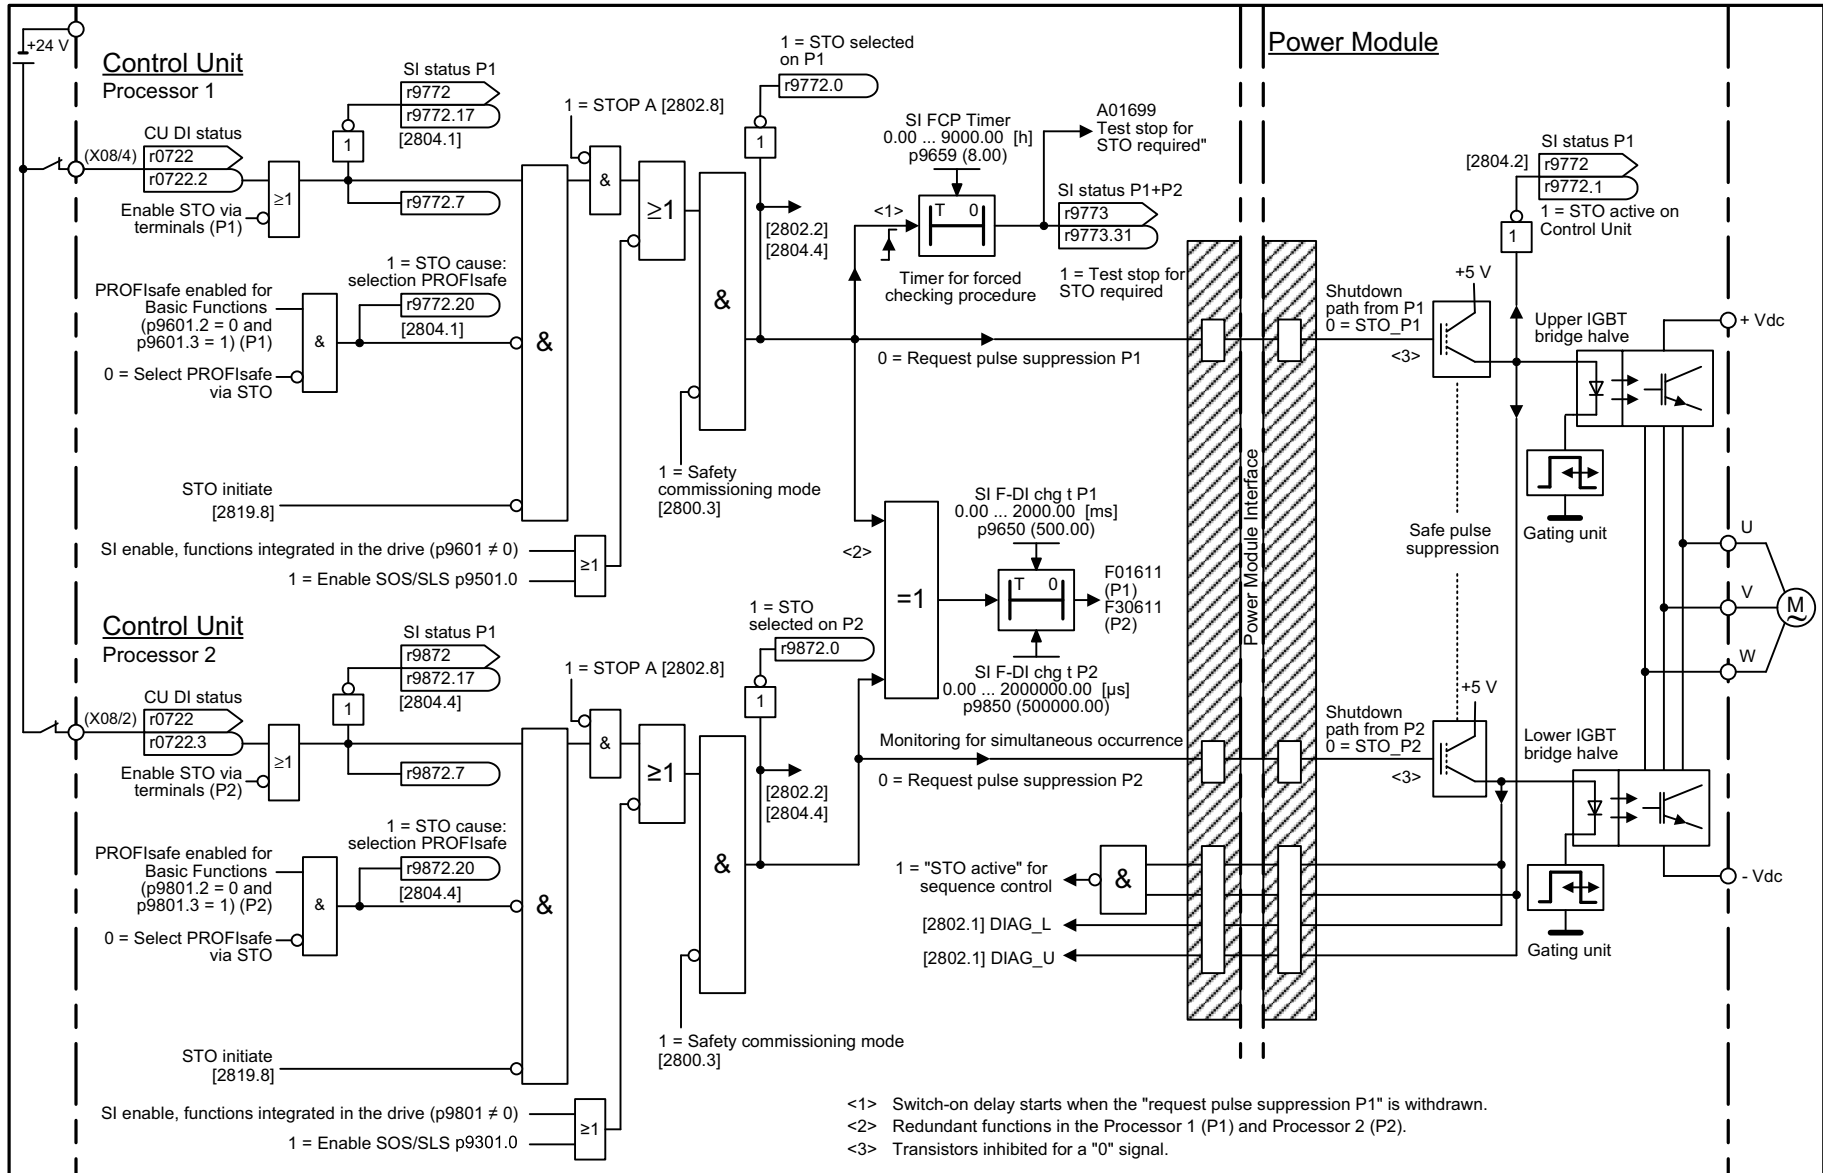 +24 V
Control Unit
Processor 1
CU DI status
(X08/4)
r0722
r0722.2
Enable STO via
terminals (P1)
≥1
SI status P1
r9772
r9772.17
[2804.1]
1
r9772.7
1 = STO cause:
selection PROFIsafe
r9772.20
[2804.1]
PROFIsafe enabled for
Basic Functions
(p9601.2 = 0 and
p9601.3 = 1) (P1)
&
0 = Select PROFIsafe
via STO
STO initiate
[2819.8]
&
SI enable, functions integrated in the drive (p9601 ≠ 0)
1 = Enable SOS/SLS p9501.0
≥1
1 = STOP A [2802.8]
&
≥1
&
1 = Safety
commissioning mode
[2800.3]
1 = STO selected
on P1
r9772.0
1
[2802.2]
[2804.4]
SI FCP Timer
0.00 ... 9000.00 [h]
p9659 (8.00)
<1>
T 0
Timer for forced
checking procedure
A01699
Test stop for
STO required"
SI status P1+P2
r9773
r9773.31
1 = Test stop for
STO required
0 = Request pulse suppression P1
<2>
=1
SI F-DI chg t P1
0.00 ... 2000.00 [ms]
p9650 (500.00)
T 0
F01611
(P1)
F30611
(P2)
SI F-DI chg t P2
0.00 ... 2000000.00 [µs]
p9850 (500000.00)
Control Unit
Processor 2
CU DI status
(X08/2)
r0722
r0722.3
Enable STO via
terminals (P2)
≥1
SI status P1
r9872
r9872.17
[2804.4]
1
r9872.7
1 = STO cause:
selection PROFIsafe
r9872.20
[2804.4]
PROFIsafe enabled for
Basic Functions
(p9801.2 = 0 and
p9801.3 = 1) (P2)
&
0 = Select PROFIsafe
via STO
STO initiate
[2819.8]
&
SI enable, functions integrated in the drive (p9801 ≠ 0)
1 = Enable SOS/SLS p9301.0
≥1
1 = STOP A [2802.8]
&
≥1
&
1 = Safety commissioning mode
[2800.3]
1 = STO
selected on P2
r9872.0
1
[2802.2]
[2804.4]
Monitoring for simultaneous occurrence
0 = Request pulse suppression P2
1 = "STO active" for
sequence control
&
[2802.1] DIAG_L
[2802.1] DIAG_U
Power Module Interface
Power Module
Shutdown
path from P1
0 = STO_P1
<3>
+5 V
[2804.2]
SI status P1
r9772
r9772.1
1 = STO active on
Control Unit
1
Upper IGBT
bridge halve
+ Vdc
Gating unit
Safe pulse
suppression
U
V
W
M
~
Shutdown
path from P2
0 = STO_P2
<3>
+5 V
Lower IGBT
bridge halve
- Vdc
Gating unit
<1> Switch-on delay starts when the "request pulse suppression P1" is withdrawn.
<2> Redundant functions in the Processor 1 (P1) and Processor 2 (P2).
<3> Transistors inhibited for a "0" signal.